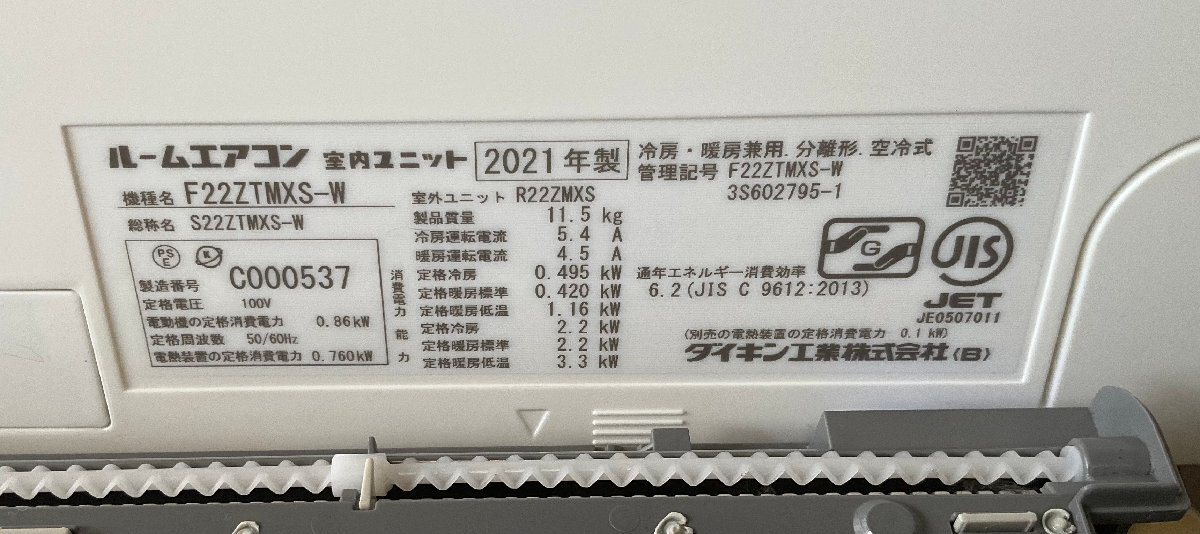 ルームエアコン 室内ユニット 2021年製
機種名 F22ZTMXS-W
総称名 S22ZTMXS-W
PS
E
製造番号 C000537
定格電圧 100V
電動機の定格消費電力 0.86kW
定格周波数 50/60Hz
電熱装置の定格消費電力 0.760kW
室外ユニット R22ZMXS
製品質量 11.5 kg
冷房運転電流 5.4 A
暖房運転電流 4.5 A
消費電力
定格冷房 0.495 kW
定格暖房標準 0.420 kW
定格暖房低温 1.16 kW
能力
定格冷房 2.2 kW
定格暖房標準 2.2 kW
定格暖房低温 3.3 kW
冷房・暖房兼用.分離形.空冷式
管理記号 F22ZTMXS-W
3S602795-1
G
JIS
通年エネルギー消費効率
6.2(JIS C 9612:2013)
JET
JE0507011
(別売の電熱装置の定格消費電力 0.1 kW)
ダイキン工業株式会社(B)